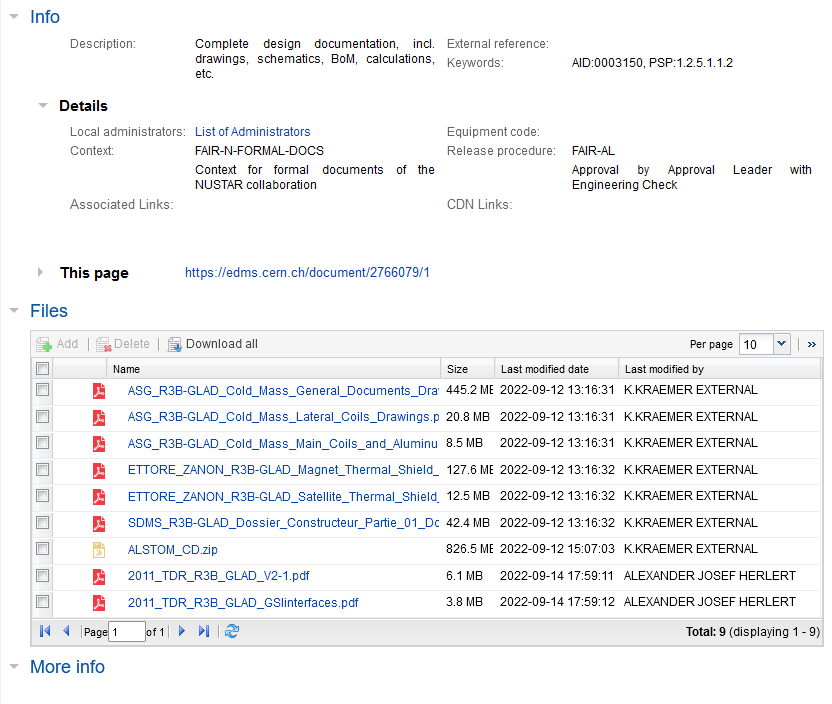 Info
Description: Complete design documentation, incl. External reference:
drawings, schematics, BoM, calculations, Keywords: AID:0003150, PSP:1.2.5.1.1.2
etc.
Details
Local administrators: List of Administrators Equipment code:
Context: FAIR-N-FORMAL-DOCS Release procedure: FAIR-AL
Context for formal documents of the Approval by Approval Leader with
NUSTAR collaboration Engineering Check
Associated Links: CDN Links:
This page https://edms.cern.ch/document/2766079/1
Files
Add | Delete | Download all Per page 10 | »
Name Size Last modified date Last modified by
ASG_R3B-GLAD_Cold_Mass_General_Documents_Dra 445.2 ME 2022-09-12 13:16:31 K.KRAEMER EXTERNAL
ASG_R3B-GLAD_Cold_Mass_Lateral_Coils_Drawings.p 20.8 MB 2022-09-12 13:16:31 K.KRAEMER EXTERNAL
ASG_R3B-GLAD_Cold_Mass_Main_Coils_and_Aluminu 8.5 MB 2022-09-12 13:16:31 K.KRAEMER EXTERNAL
ETTORE_ZANON_R3B-GLAD_Magnet_Thermal_Shield_ 127.6 ME 2022-09-12 13:16:32 K.KRAEMER EXTERNAL
ETTORE_ZANON_R3B-GLAD_Satellite_Thermal_Shield_ 12.5 MB 2022-09-12 13:16:32 K.KRAEMER EXTERNAL
SDMS_R3B-GLAD_Dossier_Constructeur_Partie_01_Dc 42.4 MB 2022-09-12 13:16:32 K.KRAEMER EXTERNAL
ALSTOM_CD.zip 826.5 ME 2022-09-12 15:07:03 K.KRAEMER EXTERNAL
2011_TDR_R3B_GLAD_V2-1.pdf 6.1 MB 2022-09-14 17:59:11 ALEXANDER JOSEF HERLERT
2011_TDR_R3B_GLAD_GSIinterfaces.pdf 3.8 MB 2022-09-14 17:59:12 ALEXANDER JOSEF HERLERT
Page 1 of 1 Total: 9 (displaying 1 - 9)
More info